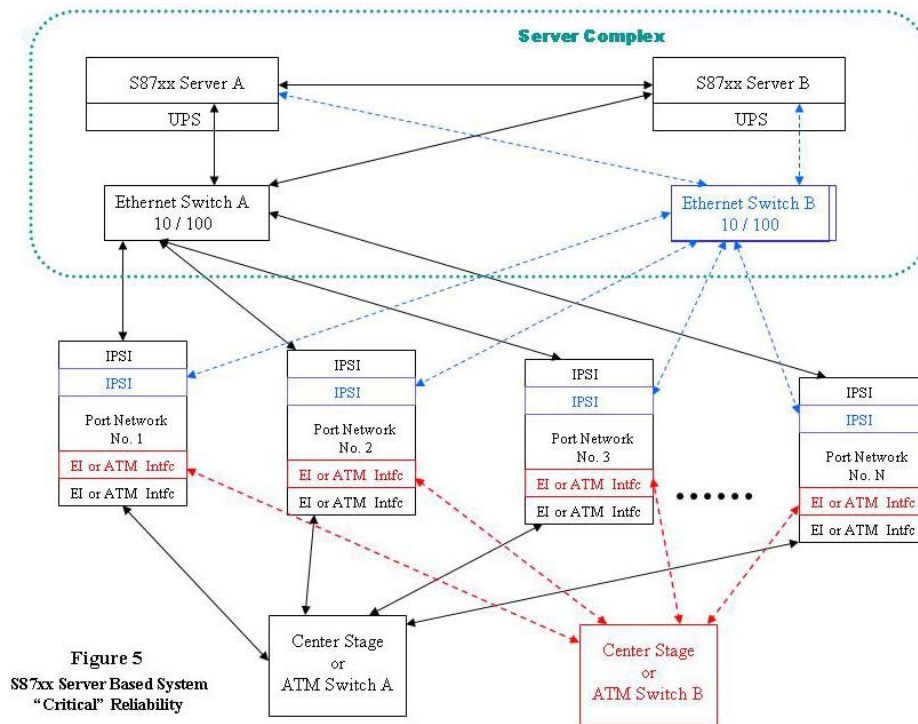 Server Complex
S87xx Server A
UPS
S87xx Server B
UPS
Ethernet Switch A
10 / 100
Ethernet Switch B
10 / 100
IPSI
IPSI
Port Network
No. 1
EI or ATM Intfc
EI or ATM Intfc
IPSI
IPSI
Port Network
No. 2
EI or ATM Intfc
EI or ATM Intfc
IPSI
IPSI
Port Network
No. 3
EI or ATM Intfc
EI or ATM Intfc
IPSI
IPSI
Port Network
No. N
EI or ATM Intfc
EI or ATM Intfc
Center Stage
or
ATM Switch A
Center Stage
or
ATM Switch B
Figure 5
S87xx Server Based System
“Critical” Reliability